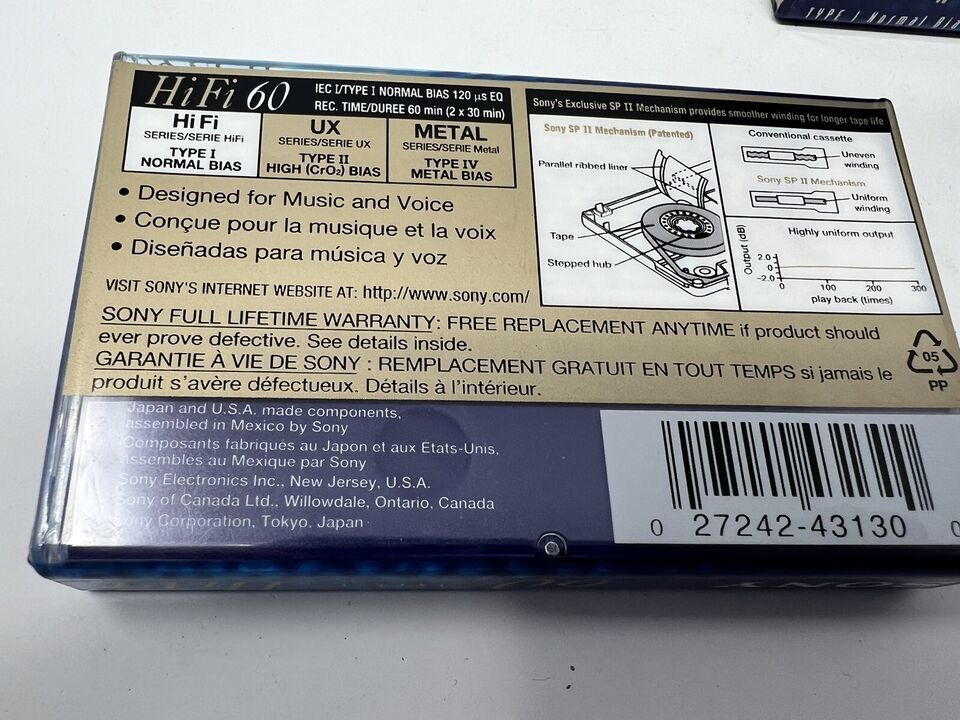 TYPE I Normal Bia
HiFi 60
IEC I/TYPE I NORMAL BIAS 120 µs EQ
REC. TIME/DUREE 60 min (2 x 30 min)
Hi Fi
SERIES/SERIE HiFi
TYPE I
NORMAL BIAS
UX
SERIES/SERIE UX
TYPE II
HIGH (CrO₂) BIAS
METAL
SERIES/SERIE Metal
TYPE IV
METAL BIAS
• Designed for Music and Voice
• Conçue pour la musique et la voix
• Diseñadas para música y voz
VISIT SONY'S INTERNET WEBSITE AT: http://www.sony.com/
Sony's Exclusive SP II Mechanism provides smoother winding for longer tape life
Sony SP II Mechanism (Patented)
Parallel ribbed liner
Tape
Stepped hub
Conventional cassette
Uneven
winding
Sony SP II Mechanism
Uniform
winding
Highly uniform output
Output (dB)
2.0
0
-2.0
0 100 200 300
play back (times)
SONY FULL LIFETIME WARRANTY: FREE REPLACEMENT ANYTIME if product should
ever prove defective. See details inside.
GARANTIE À VIE DE SONY : REMPLACEMENT GRATUIT EN TOUT TEMPS si jamais le
produit s'avère défectueux. Détails à l'intérieur.
05
PP
Japan and U.S.A. made components,
assembled in Mexico by Sony
Composants fabriqués au Japon et aux Etats-Unis,
assemblés au Mexique par Sony
Sony Electronics Inc., New Jersey, U.S.A.
Sony of Canada Ltd., Willowdale, Ontario, Canada
Sony Corporation, Tokyo, Japan
0 27242-43130 0